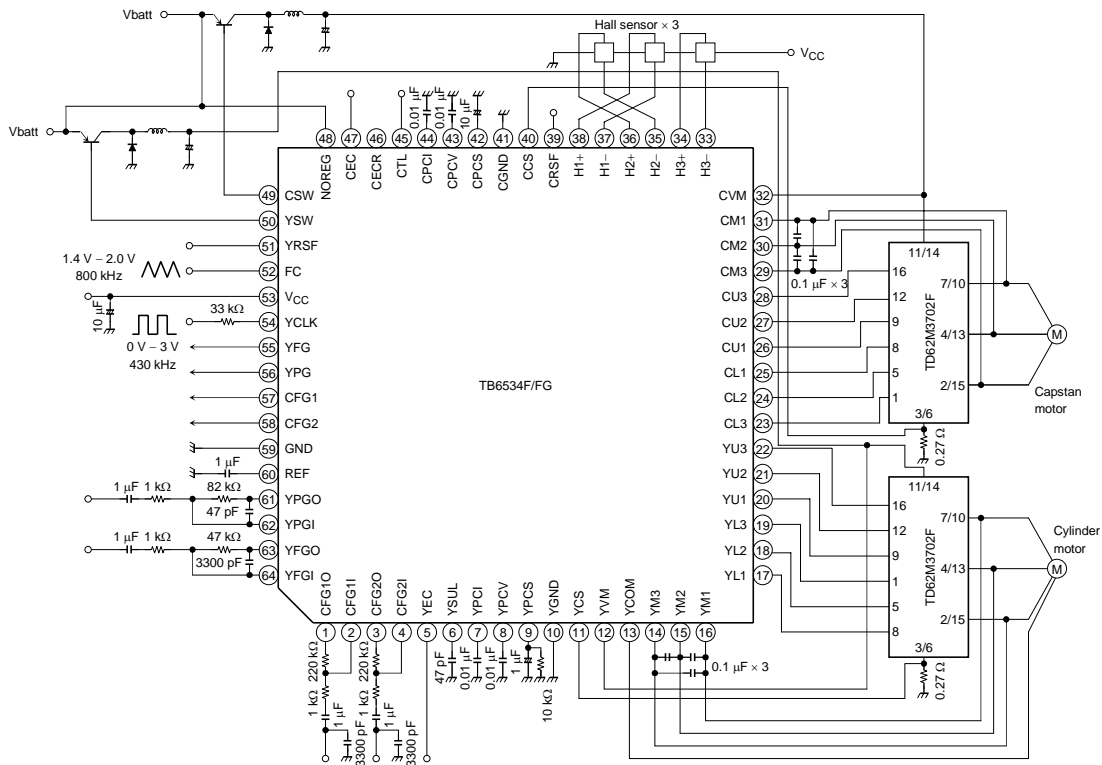 Vbatt
Hall sensor × 3
VCC
Vbatt
0.01 μF
0.01 μF
10 μF
48 47 46 45 44 43 42 41 40 39 38 37 36 35 34 33
NOREG
CEC
CECR
CTL
CPCI
CPCV
CPCS
CGND
CCS
CRSF
H1+
H1−
H2+
H2−
H3+
H3−
49 CSW
50 YSW
51 YRSF
1.4 V − 2.0 V
800 kHz
52 FC
53 VCC
10 μF
33 kΩ
54 YCLK
0 V − 3 V
430 kHz
55 YFG
56 YPG
57 CFG1
58 CFG2
59 GND
1 μF
60 REF
1 μF 1 kΩ
82 kΩ
47 pF
61 YPGO
62 YPGI
1 μF 1 kΩ
47 kΩ
3300 pF
63 YFGO
64 YFGI
TB6534F/FG
CVM 32
CM1 31
CM2 30
CM3 29
0.1 μF × 3
CU3 28
CU2 27
CU1 26
CL1 25
CL2 24
CL3 23
YU3 22
YU2 21
YU1 20
YL3 19
YL2 18
YL1 17
11/14
16
12
9
8
5
1
TD62M3702F
7/10
4/13
2/15
3/6
M
Capstan
motor
0.27 Ω
11/14
16
12
9
1
5
8
TD62M3702F
7/10
4/13
2/15
3/6
Cylinder
motor
M
0.27 Ω
CFG1O
CFG1I
CFG2O
CFG2I
YEC
YSUL
YPCI
YPCV
YPCS
YGND
YCS
YVM
YCOM
YM3
YM2
YM1
1 2 3 4 5 6 7 8 9 10 11 12 13 14 15 16
220 kΩ
1 kΩ
1 μF
3300 pF
220 kΩ
1 kΩ
1 μF
3300 pF
47 pF
0.01 μF
0.01 μF
1 μF
10 kΩ
0.1 μF × 3